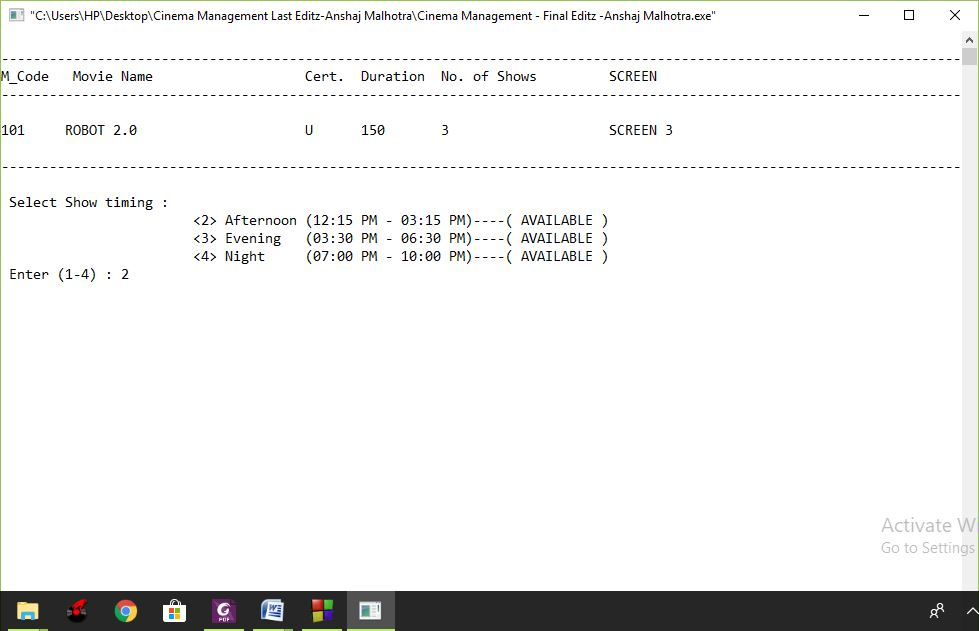 "C:\Users\HP\Desktop\Cinema Management Last Editz-Anshaj Malhotra\Cinema Management - Final Editz -Anshaj Malhotra.exe"
------------------------------------------------------------------------------------------------------------------------
M_Code   Movie Name                   Cert.  Duration  No. of Shows         SCREEN
------------------------------------------------------------------------------------------------------------------------
101     ROBOT 2.0                     U      150       3                    SCREEN 3
------------------------------------------------------------------------------------------------------------------------
Select Show timing :
<2> Afternoon (12:15 PM - 03:15 PM)----( AVAILABLE )
<3> Evening   (03:30 PM - 06:30 PM)----( AVAILABLE )
<4> Night     (07:00 PM - 10:00 PM)----( AVAILABLE )
Enter (1-4) : 2
Activate W
Go to Settings
G PDF
W